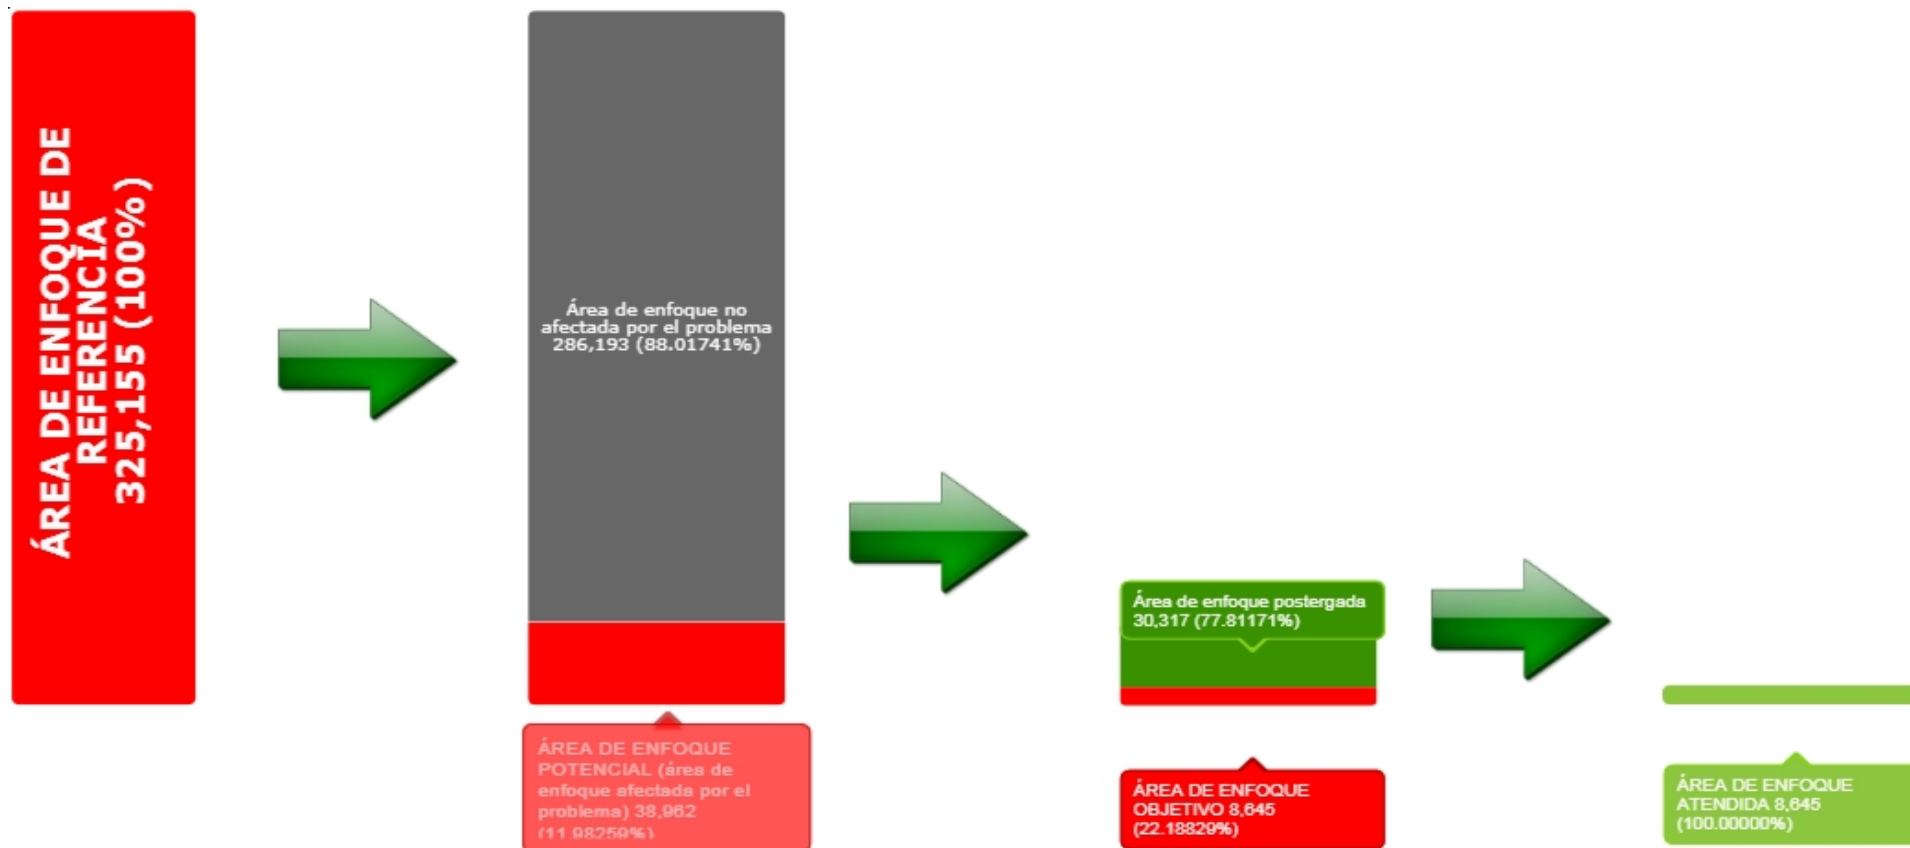 ÁREA DE ENFOQUE DE
REFERENCIA
325,155 (100%)
Área de enfoque no
afectada por el problema
286,193 (88.01741%)
ÁREA DE ENFOQUE
POTENCIAL (área de
enfoque afectada por el
problema) 38,962
(11.98259%)
Área de enfoque postergada
30,317 (77.81171%)
ÁREA DE ENFOQUE
OBJETIVO 8,645
(22.18829%)
ÁREA DE ENFOQUE
ATENDIDA 8,645
(100.00000%)